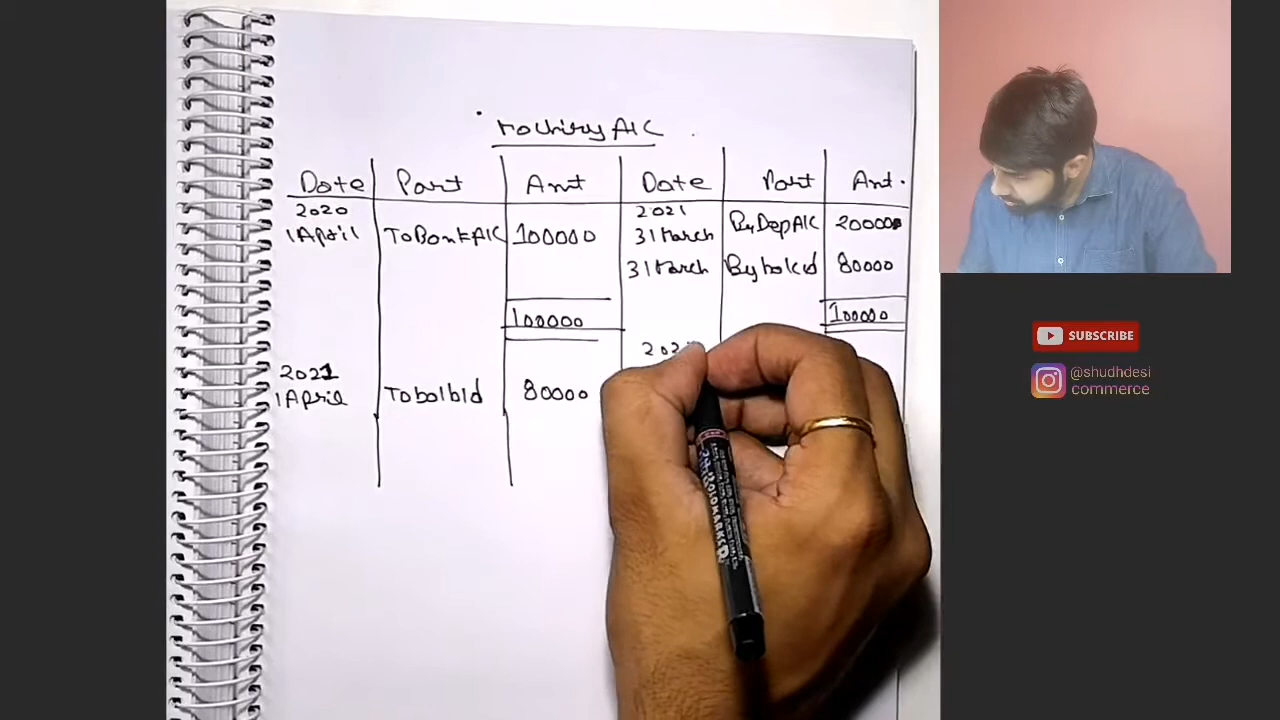 Machinery A/C
Date Part Amt Date Part Amt.
2020 2021
1 April To Bank A/C 100000 31 March By Dep A/C 20000
31 March By bal c/d 80000
100000 100000
202
2021
1 April To bal b/d 80000
SUBSCRIBE
@shudhdesi
commerce